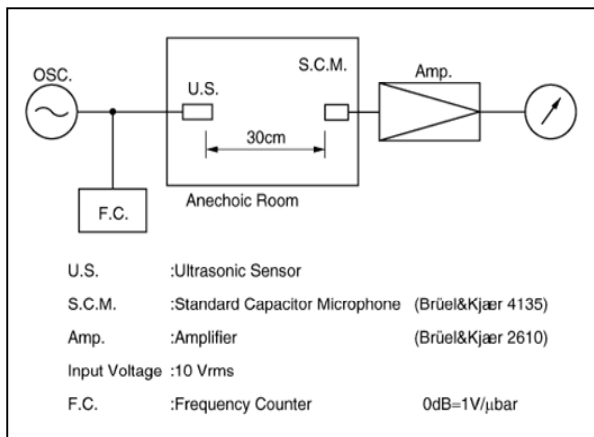 OSC.
U.S.
S.C.M.
Amp.
30cm
F.C.
Anechoic Room
U.S. :Ultrasonic Sensor
S.C.M. :Standard Capacitor Microphone (Brüel&Kjær 4135)
Amp. :Amplifier (Brüel&Kjær 2610)
Input Voltage :10 Vrms
F.C. :Frequency Counter 0dB=1V/μbar